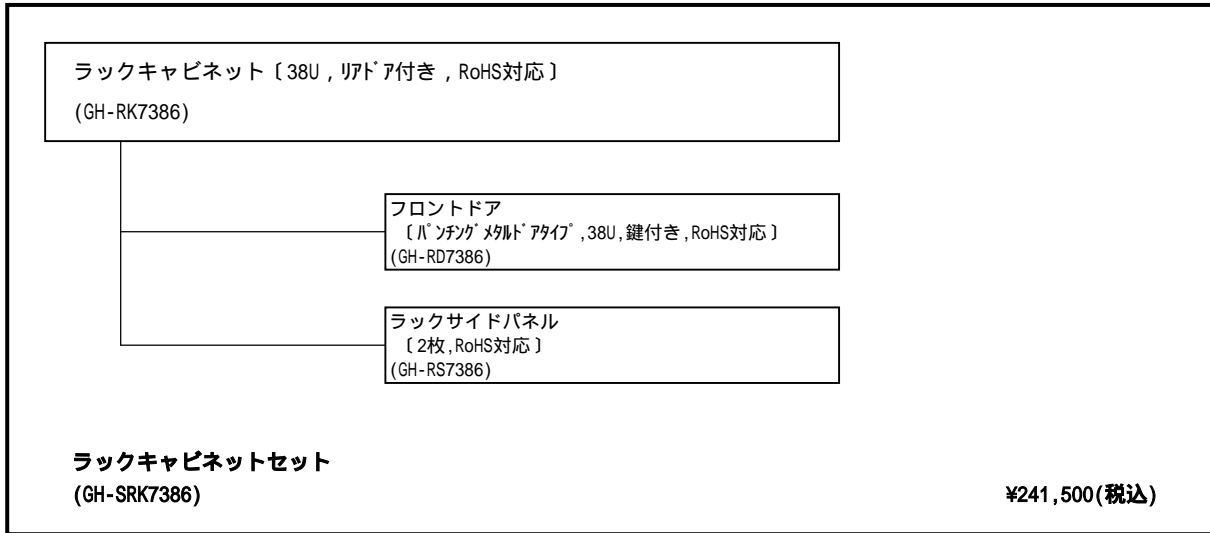 ラックキャビネット〔38U,ﾘｱﾄﾞｱ付き,RoHS対応〕
(GH-RK7386)
フロントドア
〔ﾊﾟﾝﾁﾝｸﾞﾒﾀﾙﾄﾞｱﾀｲﾌﾟ,38U,鍵付き,RoHS対応〕
(GH-RD7386)
ラックサイドパネル
〔2枚,RoHS対応〕
(GH-RS7386)
ラックキャビネットセット
(GH-SRK7386) ¥241,500(税込)